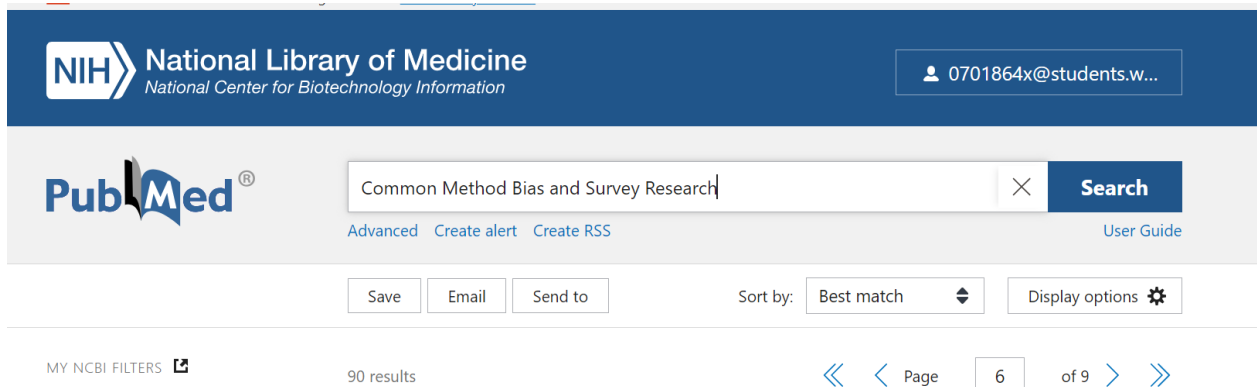 NIH National Library of Medicine
National Center for Biotechnology Information
0701864x@students.w...
PubMed®
Common Method Bias and Survey Research
Search
Advanced Create alert Create RSS
User Guide
Save Email Send to
Sort by: Best match
Display options
MY NCBI FILTERS
90 results
Page 6 of 9